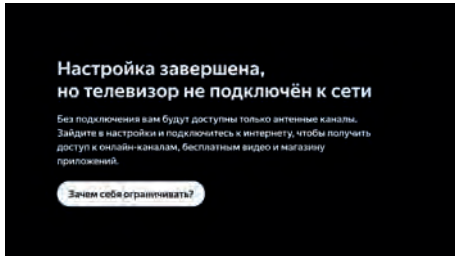 Настройка завершена,
но телевизор не подключён к сети
Без подключения вам будут доступны только антенные каналы.
Зайдите в настройки и подключитесь к интернету, чтобы получить
доступ к онлайн-каналам, бесплатным видео и магазину
приложений.
Зачем себя ограничивать?